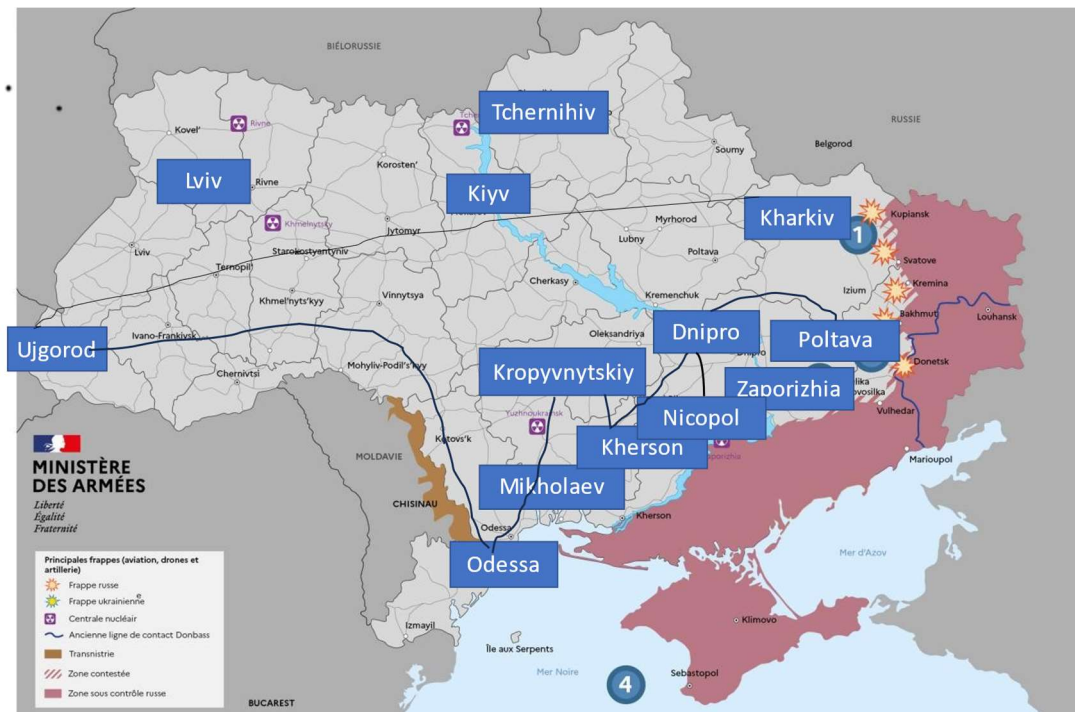 BIÉLORUSSIE
Tchernihiv
RUSSIE
Kovel'
Rivne
Soumy
Belgorod
Korosten'
Lviv
Rivne
Kiyv
Kharkiv
Kupiansk
Khmelnytsky
Jytomyr
Myrhorod
Lubny
1
Lviv
Starokostyantyniv
Poltava
Svatove
Ternopil'
Izium
Kremina
Khmel'nyts'kyy
Vinnytsya
Cherkasy
Kremenchuk
Bakhmut
Louhansk
Ujgorod
Ivano-Frankivsk
Oleksandriya
Dnipro
Poltava
Mohyliv-Podil's'kyy
Dnipro
Donetsk
Chernivtsi
Kropyvnytskiy
Zaporizhia
Vulhedar
Yuzhnoukrainsk
Nicopol
MINISTÈRE
DES ARMÉES
Liberté
Égalité
Fraternité
Kotovs'k
Kherson
MOLDAVIE
Marioupol
Mikholaev
CHISINAU
Kherson
Odessa
Mer d'Azov
Odessa
Principales frappes (aviation, drones et
artillerie)
Frappe russe
Frappe ukrainienne
Centrale nucléair
e
Ancienne ligne de contact Donbass
Transnistrie
Zone contestée
Zone sous contrôle russe
Izmayil
Île aux Serpents
Klimovo
Mer Noire
Sebastopol
4
BUCAREST